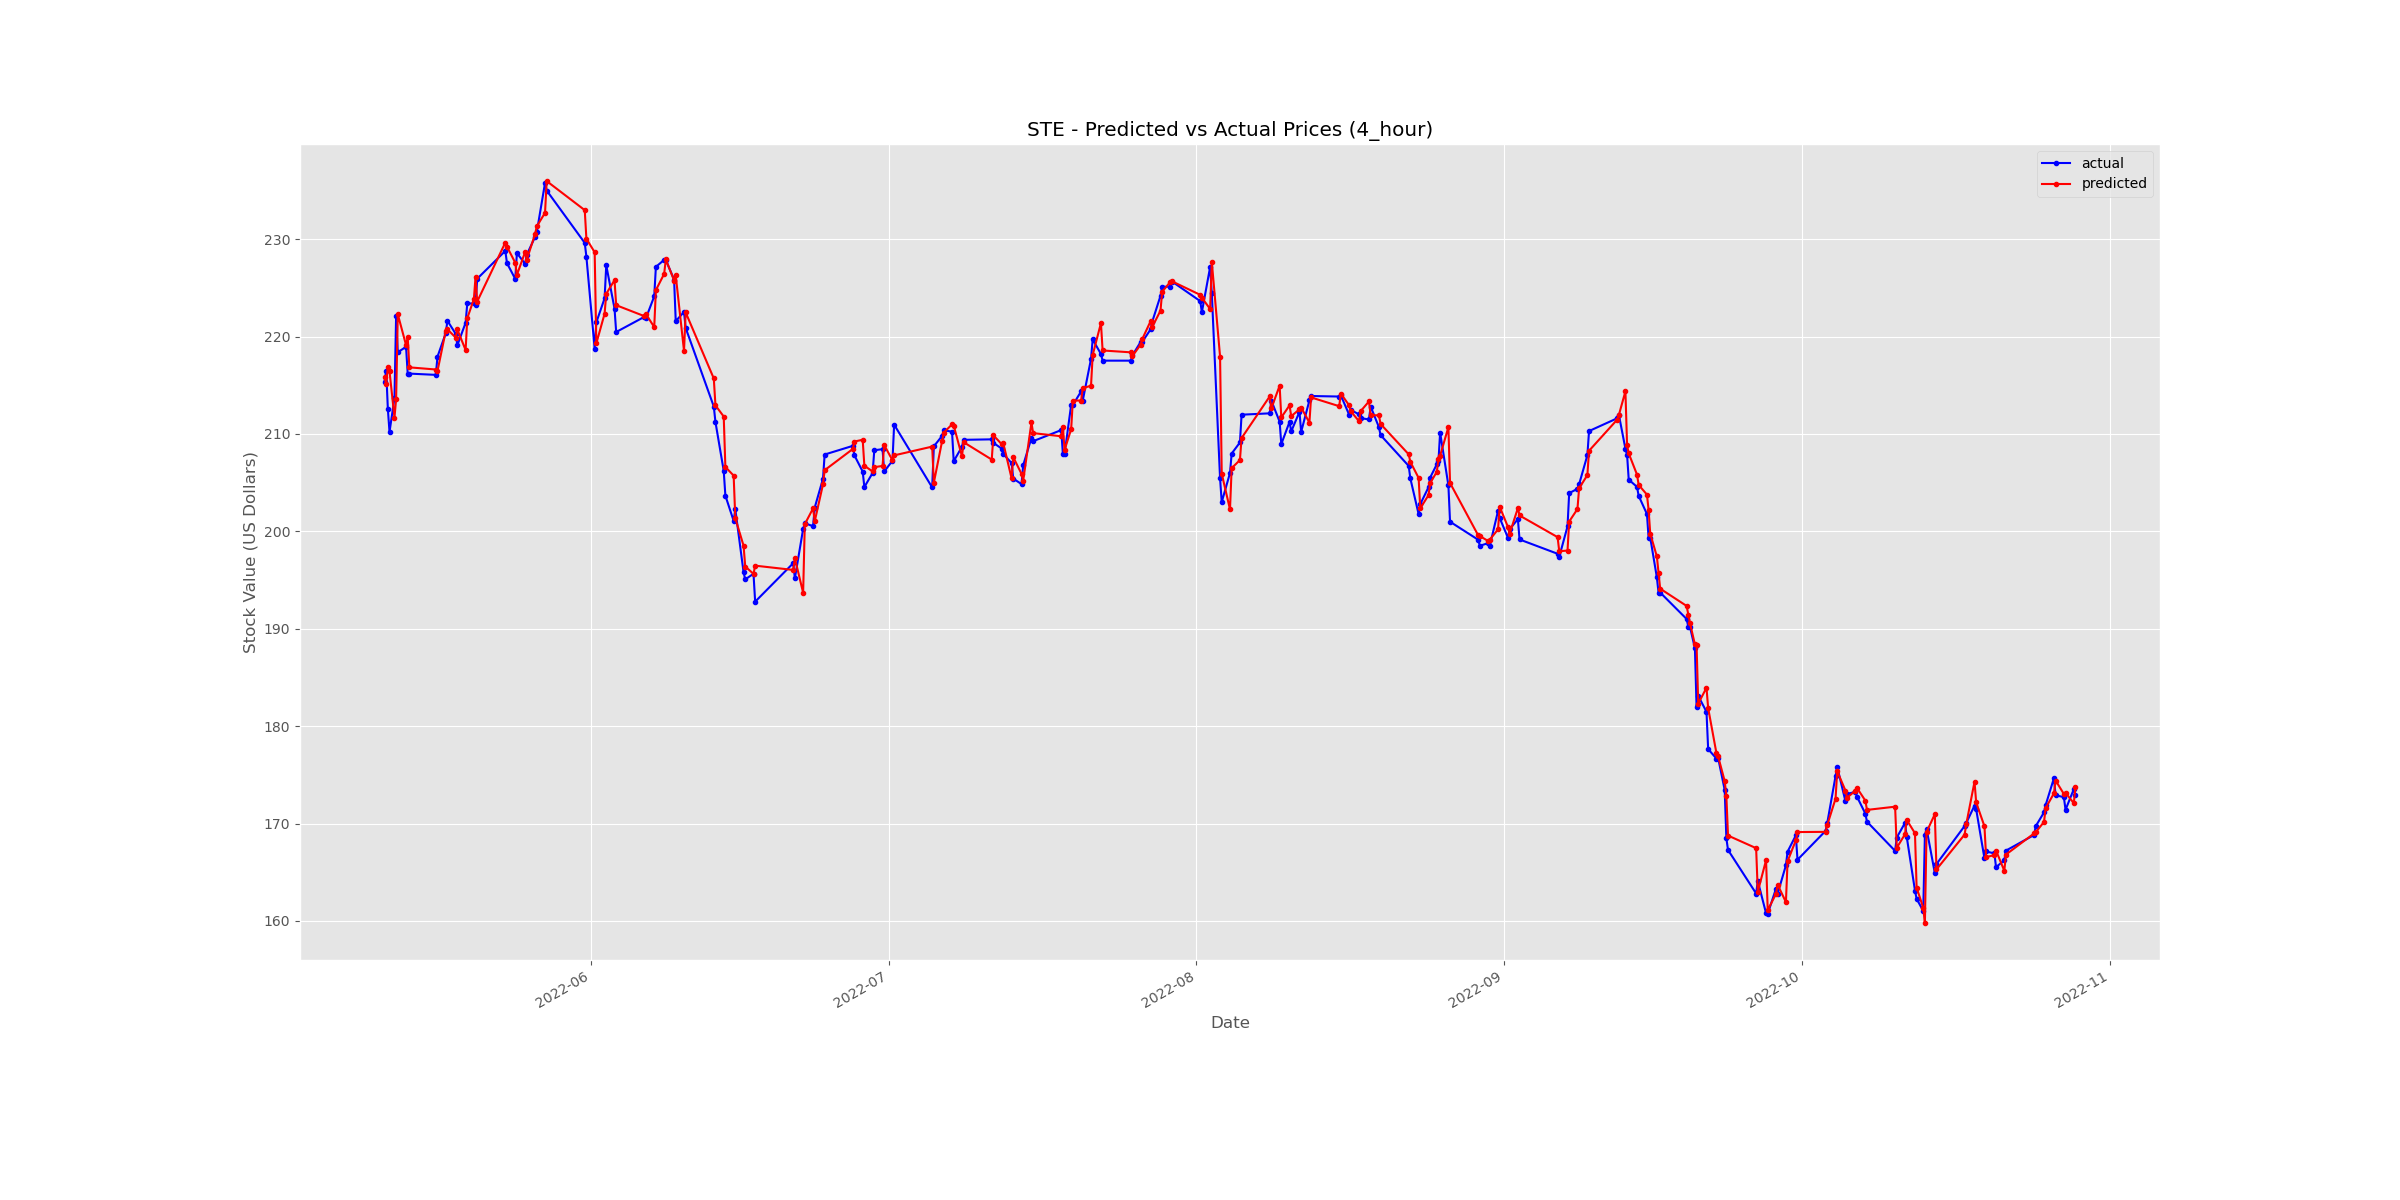 STE - Predicted vs Actual Prices (4_hour)
actual
predicted
Stock Value (US Dollars)
230
220
210
200
190
180
170
160
2022-06
2022-07
2022-08
2022-09
2022-10
2022-11
Date